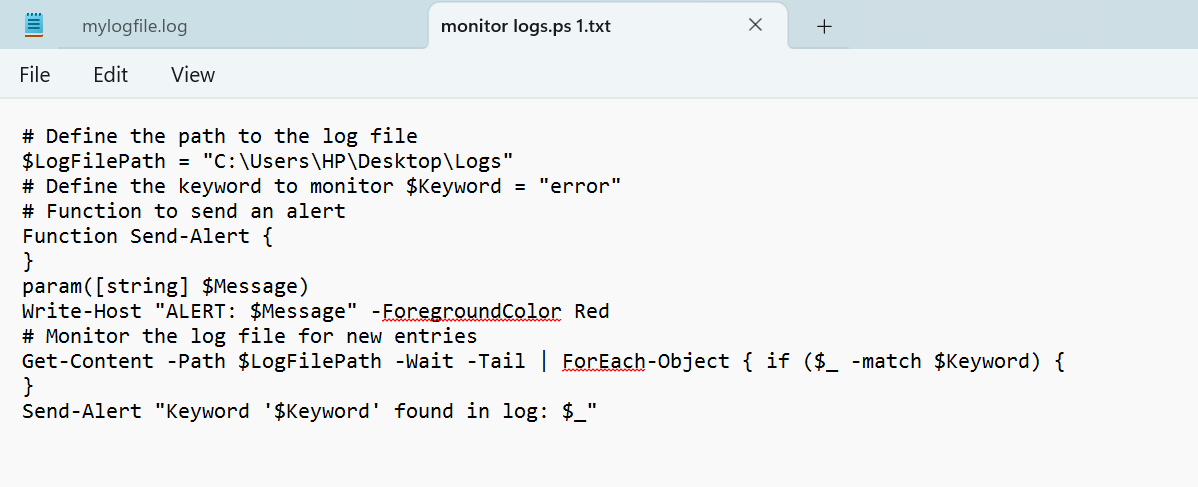 mylogfile.log
monitor logs.ps 1.txt
File Edit View
# Define the path to the log file
$LogFilePath = "C:\Users\HP\Desktop\Logs"
# Define the keyword to monitor $Keyword = "error"
# Function to send an alert
Function Send-Alert {
}
param([string] $Message)
Write-Host "ALERT: $Message" -ForegroundColor Red
# Monitor the log file for new entries
Get-Content -Path $LogFilePath -Wait -Tail | ForEach-Object { if ($_ -match $Keyword) {
}
Send-Alert "Keyword '$Keyword' found in log: $_"